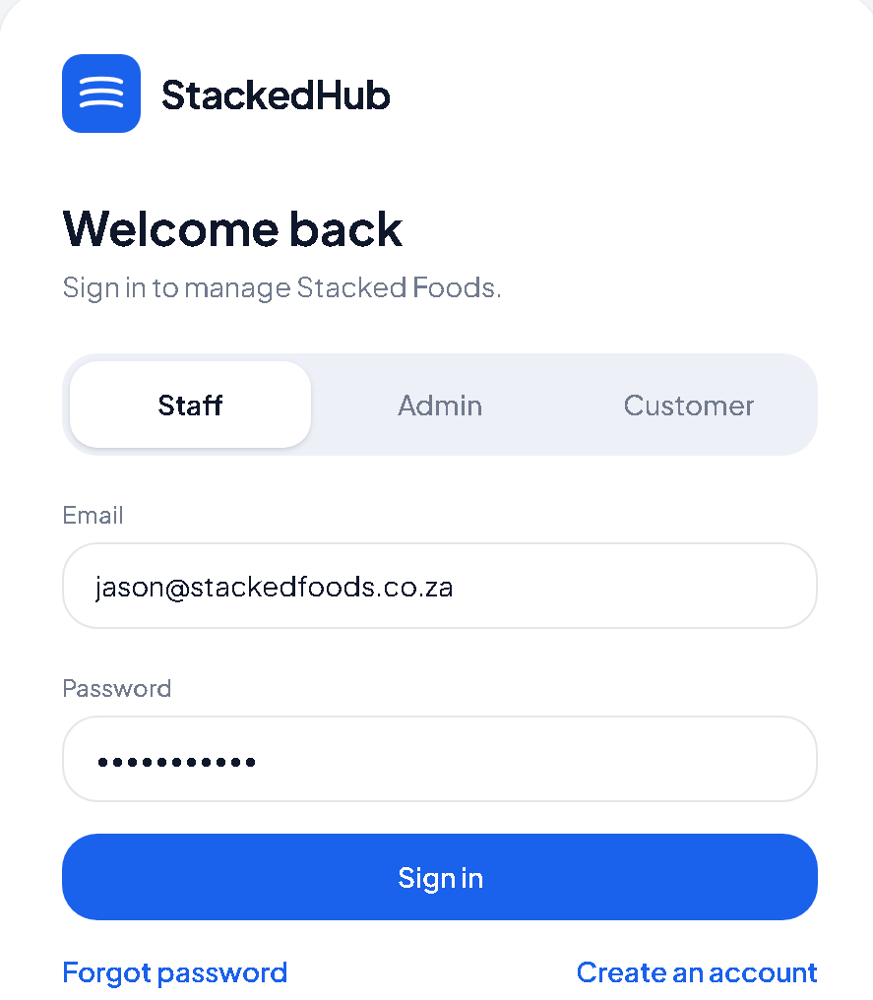 StackedHub
Welcome back
Sign in to manage Stacked Foods.
Staff Admin Customer
Email
jason@stackedfoods.co.za
Password
•••••••••••
Sign in
Forgot password Create an account